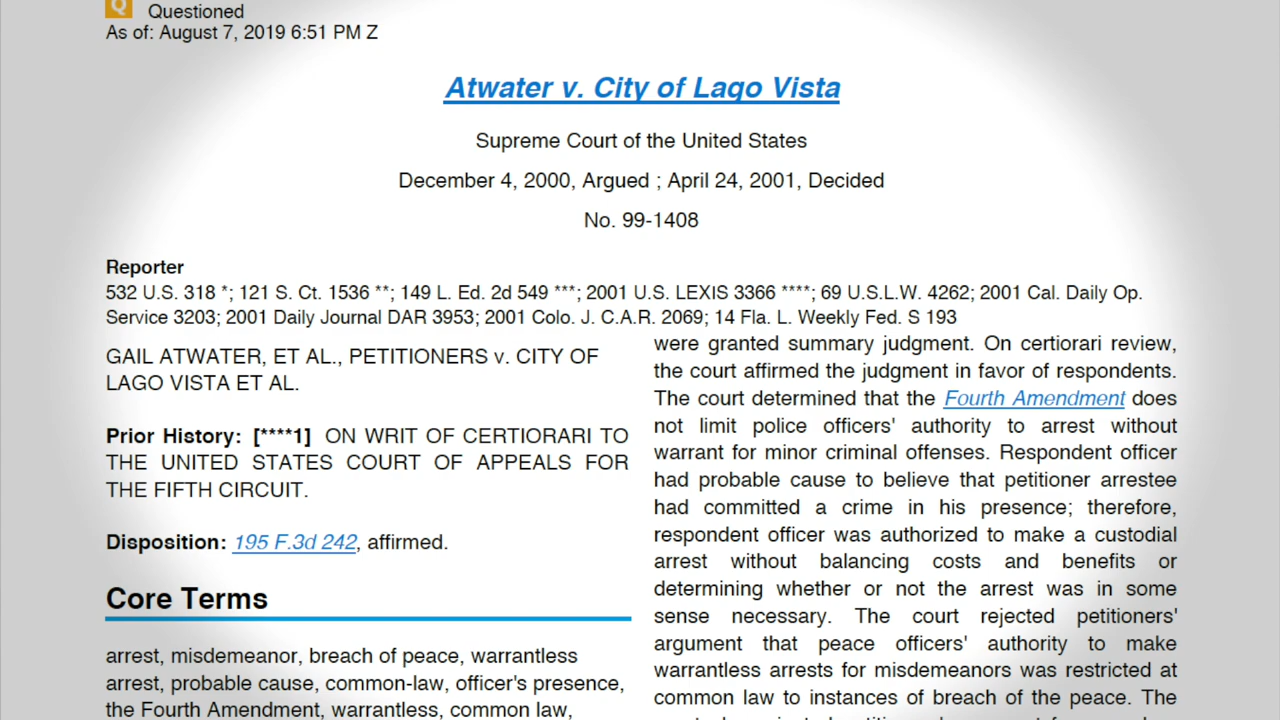 Q Questioned
As of: August 7, 2019 6:51 PM Z
Atwater v. City of Lago Vista
Supreme Court of the United States
December 4, 2000, Argued ; April 24, 2001, Decided
No. 99-1408
Reporter
532 U.S. 318 *; 121 S. Ct. 1536 **; 149 L. Ed. 2d 549 ***; 2001 U.S. LEXIS 3366 ****; 69 U.S.L.W. 4262; 2001 Cal. Daily Op.
Service 3203; 2001 Daily Journal DAR 3953; 2001 Colo. J. C.A.R. 2069; 14 Fla. L. Weekly Fed. S 193
GAIL ATWATER, ET AL., PETITIONERS v. CITY OF
LAGO VISTA ET AL.
Prior History: [****1] ON WRIT OF CERTIORARI TO
THE UNITED STATES COURT OF APPEALS FOR
THE FIFTH CIRCUIT.
Disposition: 195 F.3d 242, affirmed.
Core Terms
arrest, misdemeanor, breach of peace, warrantless
arrest, probable cause, common-law, officer's presence,
the Fourth Amendment, warrantless, common law,
were granted summary judgment. On certiorari review,
the court affirmed the judgment in favor of respondents.
The court determined that the Fourth Amendment does
not limit police officers' authority to arrest without
warrant for minor criminal offenses. Respondent officer
had probable cause to believe that petitioner arrestee
had committed a crime in his presence; therefore,
respondent officer was authorized to make a custodial
arrest without balancing costs and benefits or
determining whether or not the arrest was in some
sense necessary. The court rejected petitioners'
argument that peace officers' authority to make
warrantless arrests for misdemeanors was restricted at
common law to instances of breach of the peace. The